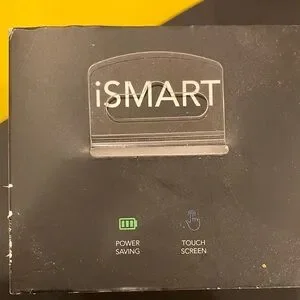 iSMART
POWER
SAVING
TOUCH
SCREEN